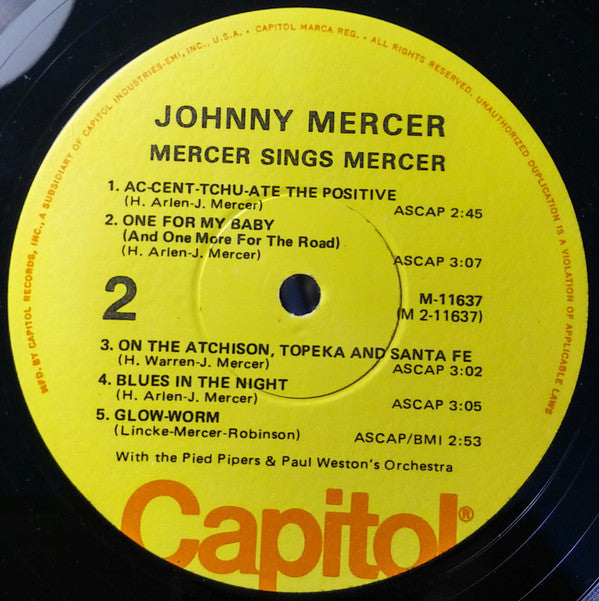 MFD. BY CAPITOL RECORDS, INC., A SUBSIDIARY OF CAPITOL INDUSTRIES-EMI, INC., U.S.A. • CAPITOL MARCA REG. • ALL RIGHTS RESERVED. UNAUTHORIZED DUPLICATION IS A VIOLATION OF APPLICABLE LAWS
JOHNNY MERCER
MERCER SINGS MERCER
1. AC-CENT-TCHU-ATE THE POSITIVE
(H. Arlen-J. Mercer) ASCAP 2:45
2. ONE FOR MY BABY
(And One More For The Road)
(H. Arlen-J. Mercer) ASCAP 3:07
2
M-11637
(M 2-11637)
3. ON THE ATCHISON, TOPEKA AND SANTA FE
(H. Warren-J. Mercer) ASCAP 3:02
4. BLUES IN THE NIGHT
(H. Arlen-J. Mercer) ASCAP 3:05
5. GLOW-WORM
(Lincke-Mercer-Robinson) ASCAP/BMI 2:53
With the Pied Pipers & Paul Weston's Orchestra
Capitol®